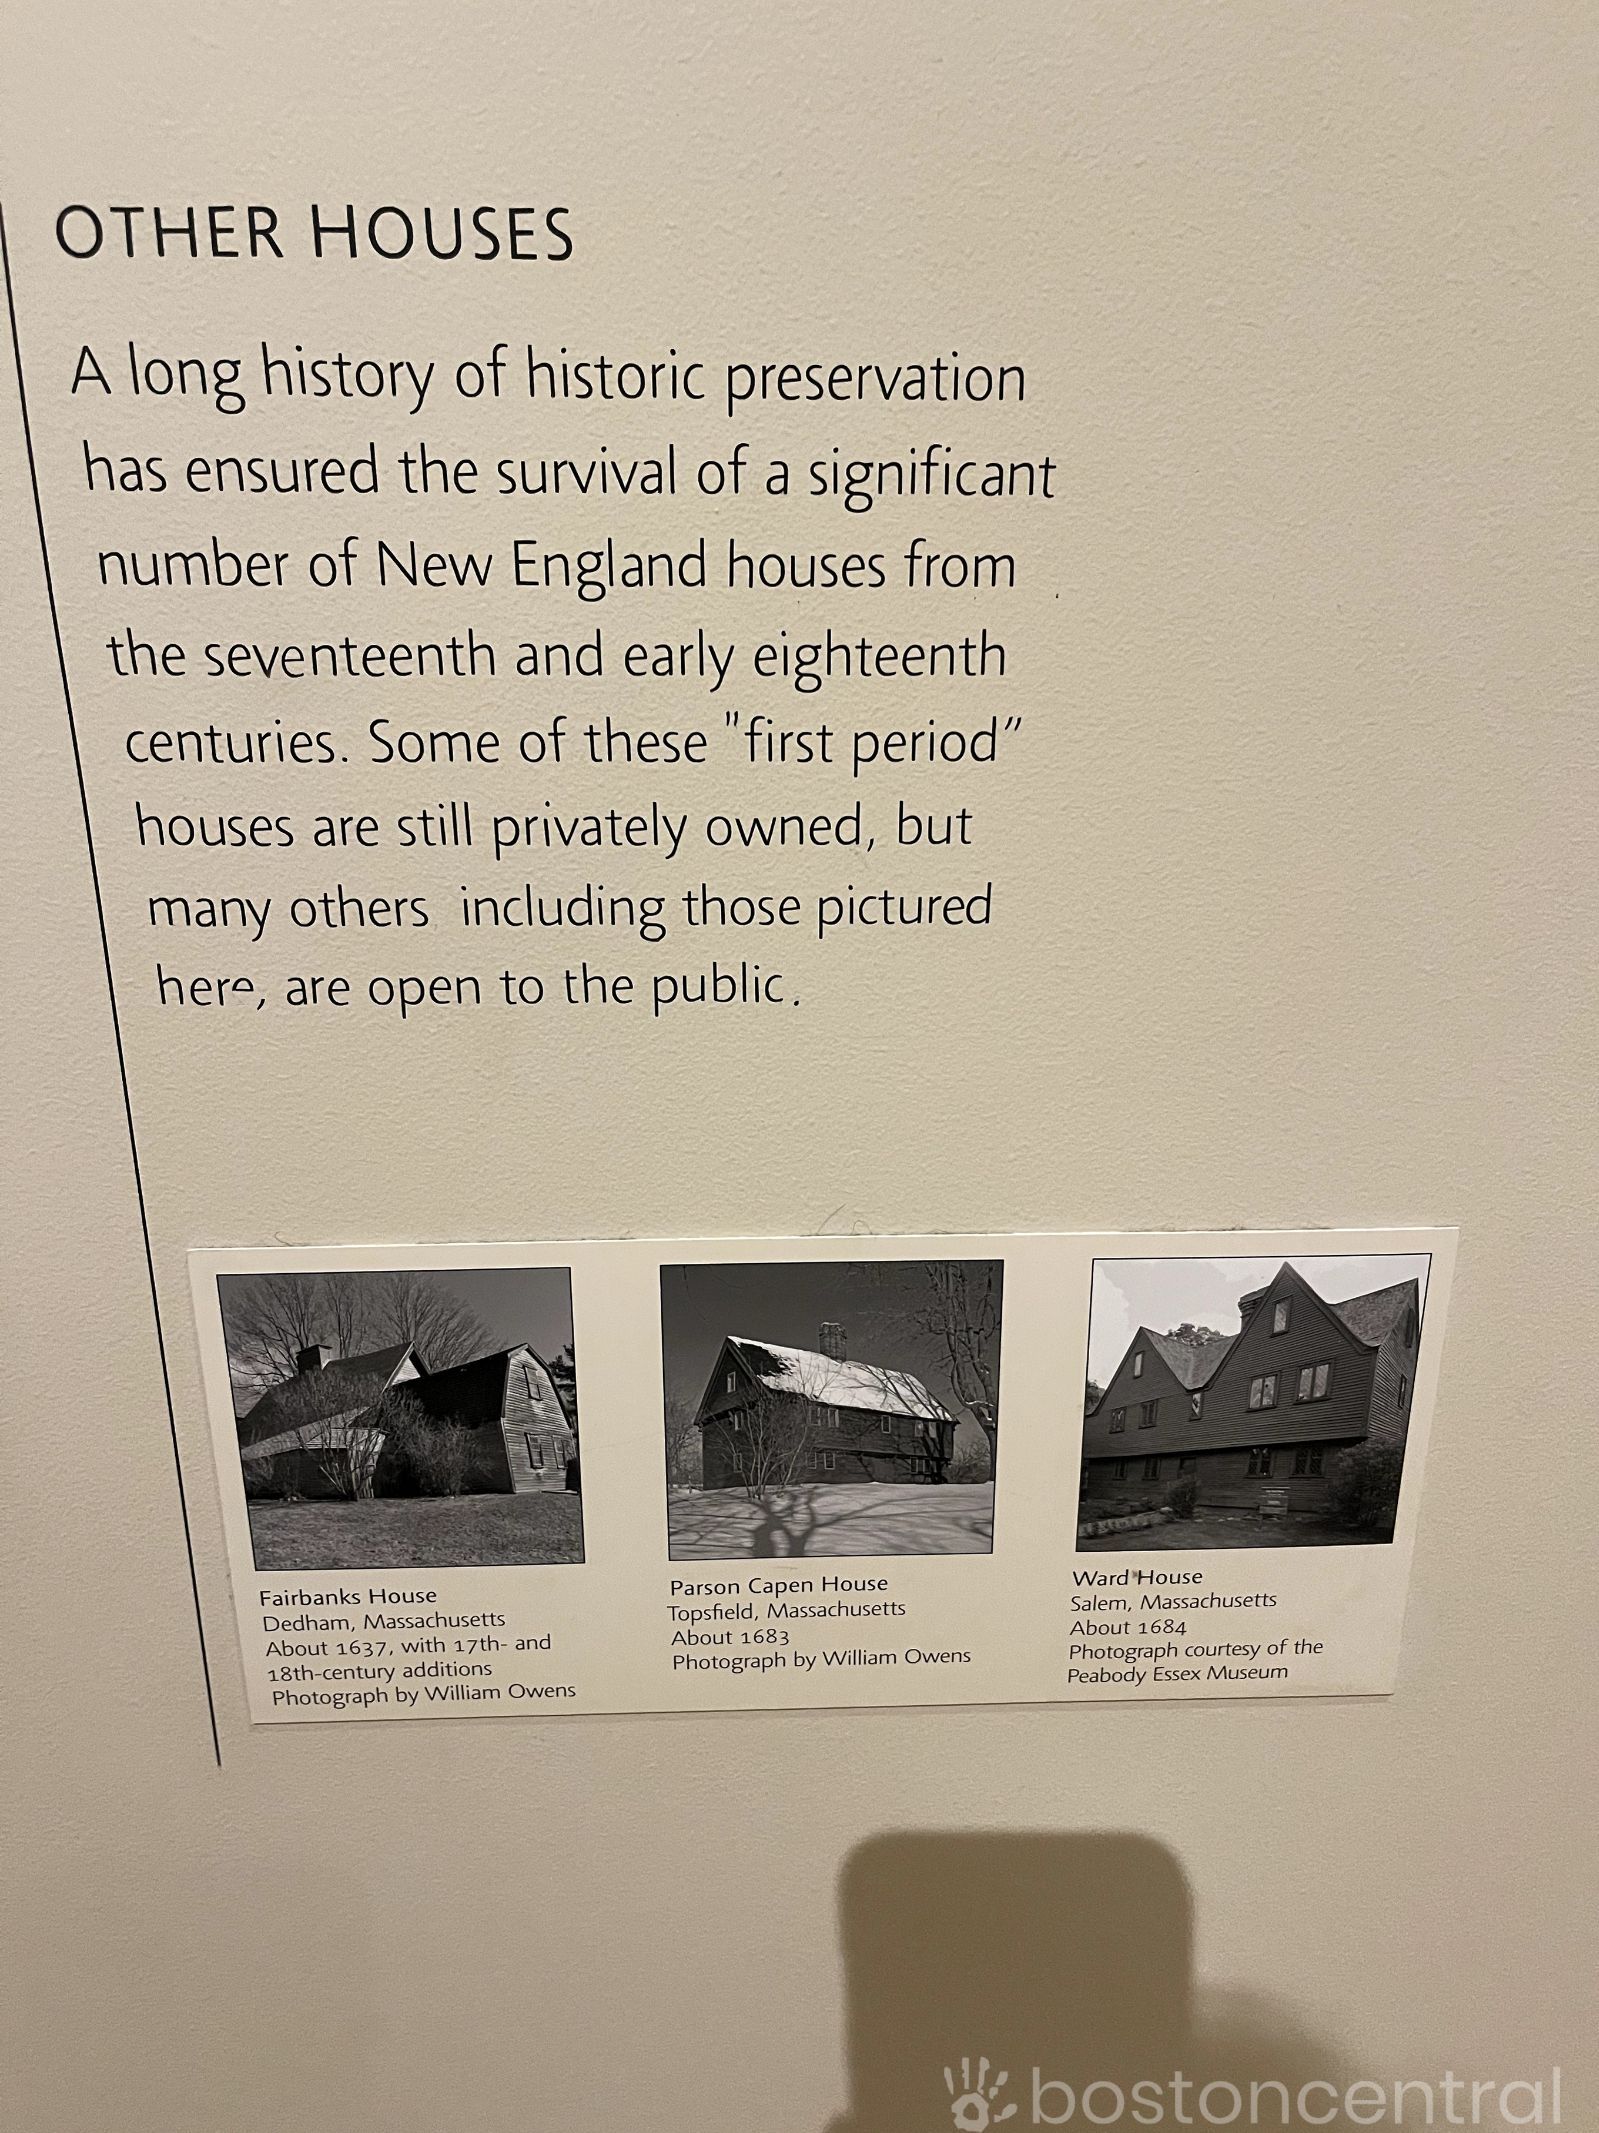 OTHER HOUSES
A long history of historic preservation
has ensured the survival of a significant
number of New England houses from
the seventeenth and early eighteenth
centuries. Some of these "first period"
houses are still privately owned, but
many others including those pictured
here, are open to the public.
Fairbanks House
Dedham, Massachusetts
About 1637, with 17th- and
18th-century additions
Photograph by William Owens
Parson Capen House
Topsfield, Massachusetts
About 1683
Photograph by William Owens
Ward House
Salem, Massachusetts
About 1684
Photograph courtesy of the
Peabody Essex Museum
bostoncentral